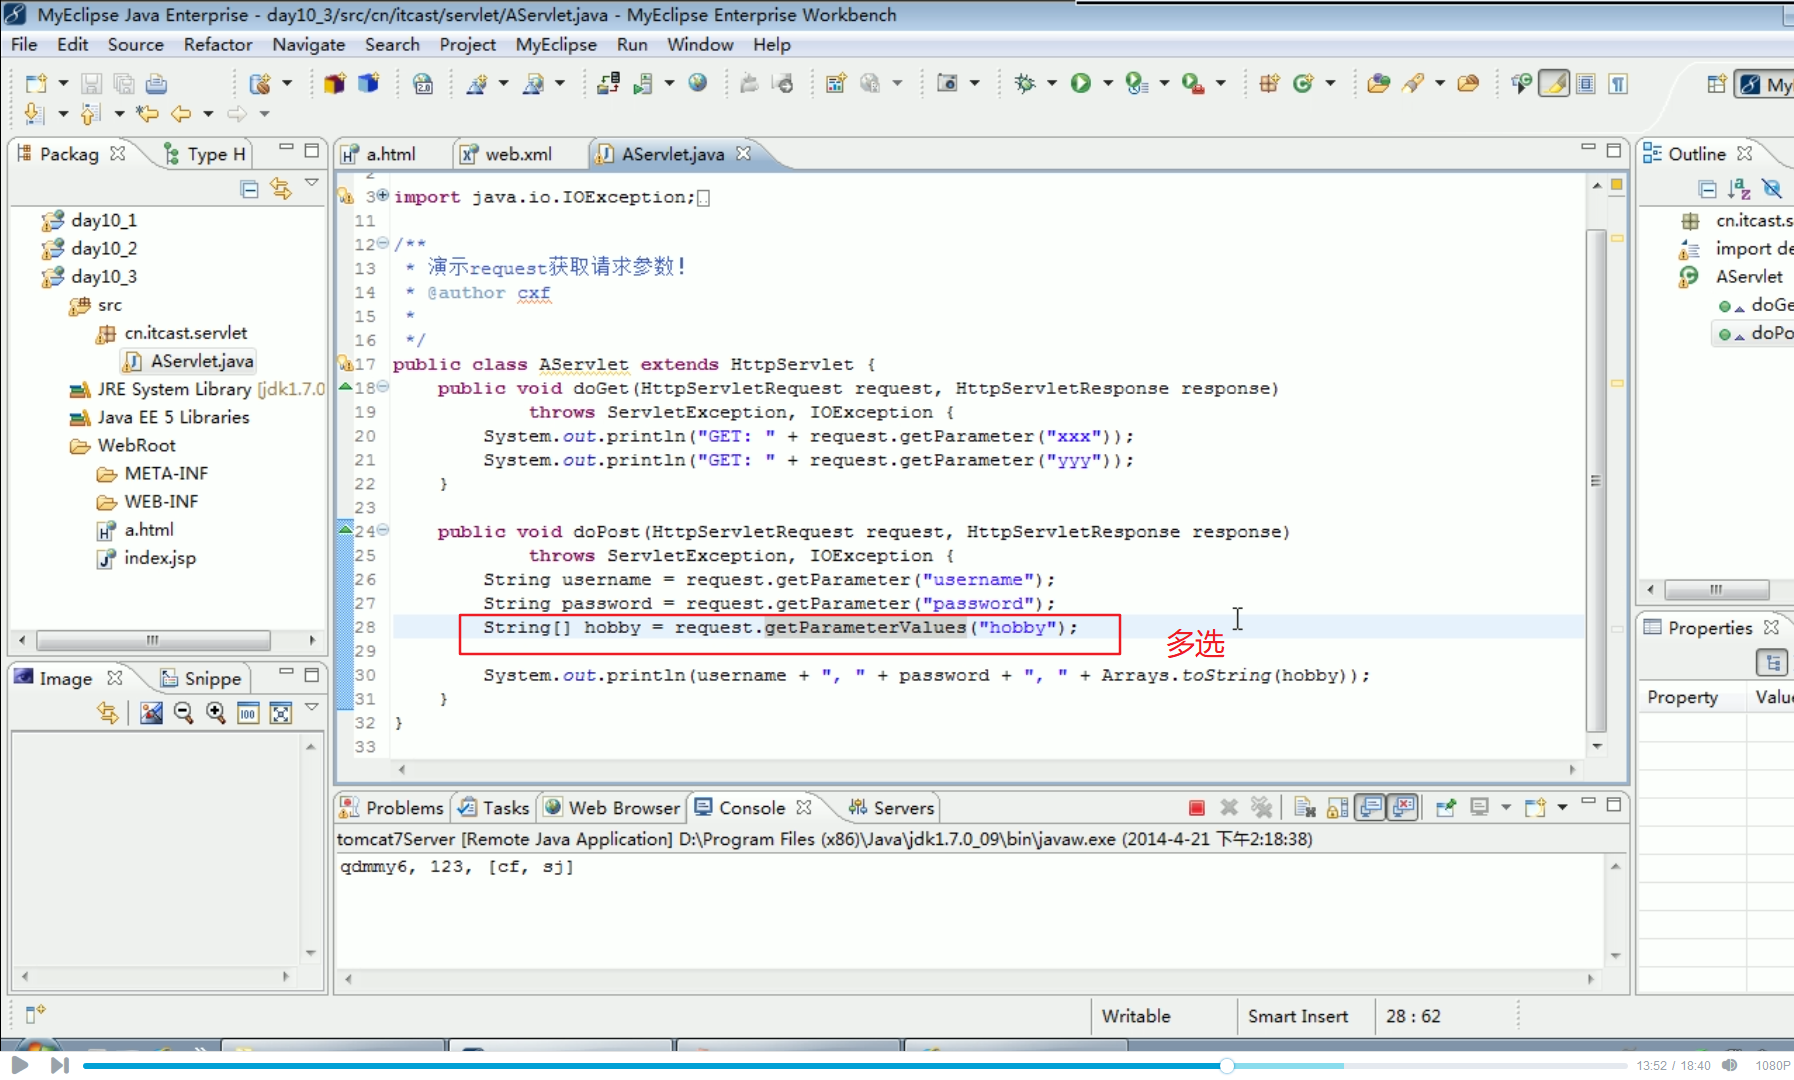 MyEclipse Java Enterprise - day10_3/src/cn/itcast/servlet/AServlet.java - MyEclipse Enterprise Workbench
File Edit Source Refactor Navigate Search Project MyEclipse Run Window Help
My
Packag Type H
day10_1
day10_2
day10_3
src
cn.itcast.servlet
AServlet.java
JRE System Library [jdk1.7.0
Java EE 5 Libraries
WebRoot
META-INF
WEB-INF
a.html
index.jsp
Image Snippe
a.html web.xml AServlet.java
2
3 import java.io.IOException;
11
12 /**
13 * 演示request获取请求参数!
14 * @author cxf
15 *
16 */
17 public class AServlet extends HttpServlet {
18 public void doGet(HttpServletRequest request, HttpServletResponse response)
19 throws ServletException, IOException {
20 System.out.println("GET: " + request.getParameter("xxx"));
21 System.out.println("GET: " + request.getParameter("yyy"));
22 }
23
24 public void doPost(HttpServletRequest request, HttpServletResponse response)
25 throws ServletException, IOException {
26 String username = request.getParameter("username");
27 String password = request.getParameter("password");
28 String[] hobby = request.getParameterValues("hobby");
多选
29
30 System.out.println(username + ", " + password + ", " + Arrays.toString(hobby));
31 }
32 }
33
Problems Tasks Web Browser Console Servers
tomcat7Server [Remote Java Application] D:\Program Files (x86)\Java\jdk1.7.0_09\bin\javaw.exe (2014-4-21 下午2:18:38)
qdmmy6, 123, [cf, sj]
Outline
cn.itcast.s
import de
AServlet
doGe
doPo
Properties
Property Valu
Writable Smart Insert 28 : 62
13:52 / 18:40 1080P